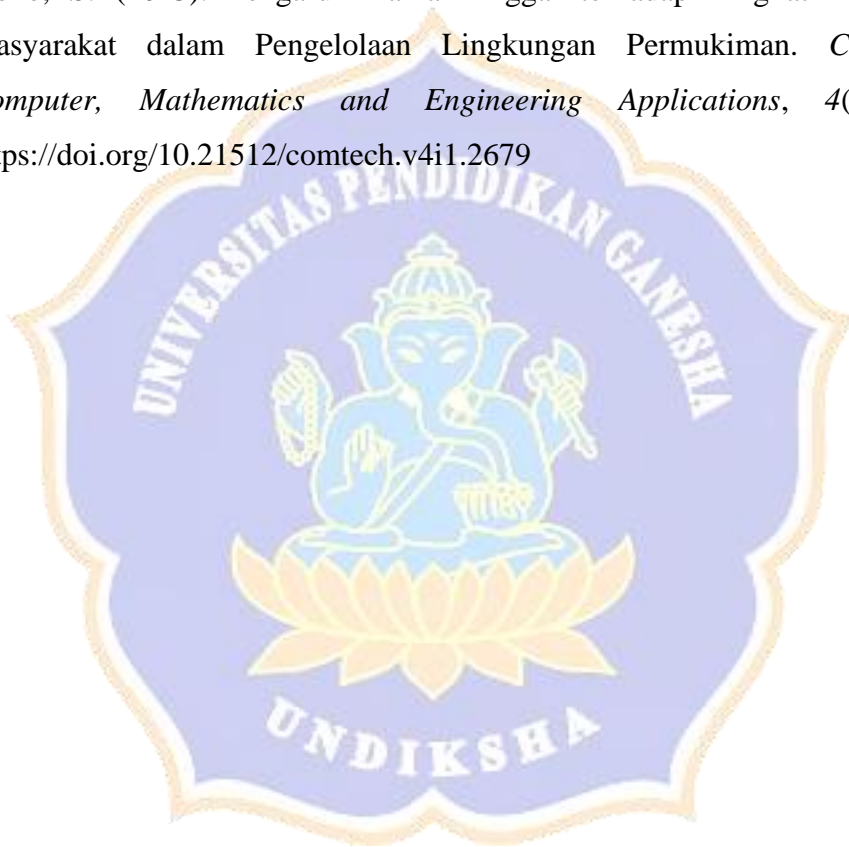 asyarakat dalam Pengelolaan Lingkungan Permukiman. C
omputer, Mathematics and Engineering Applications, 4(
tps://doi.org/10.21512/comtech.v4i1.2679
UNIVERSITAS PENDIDIKAN GANESHA
UNDIKSHA